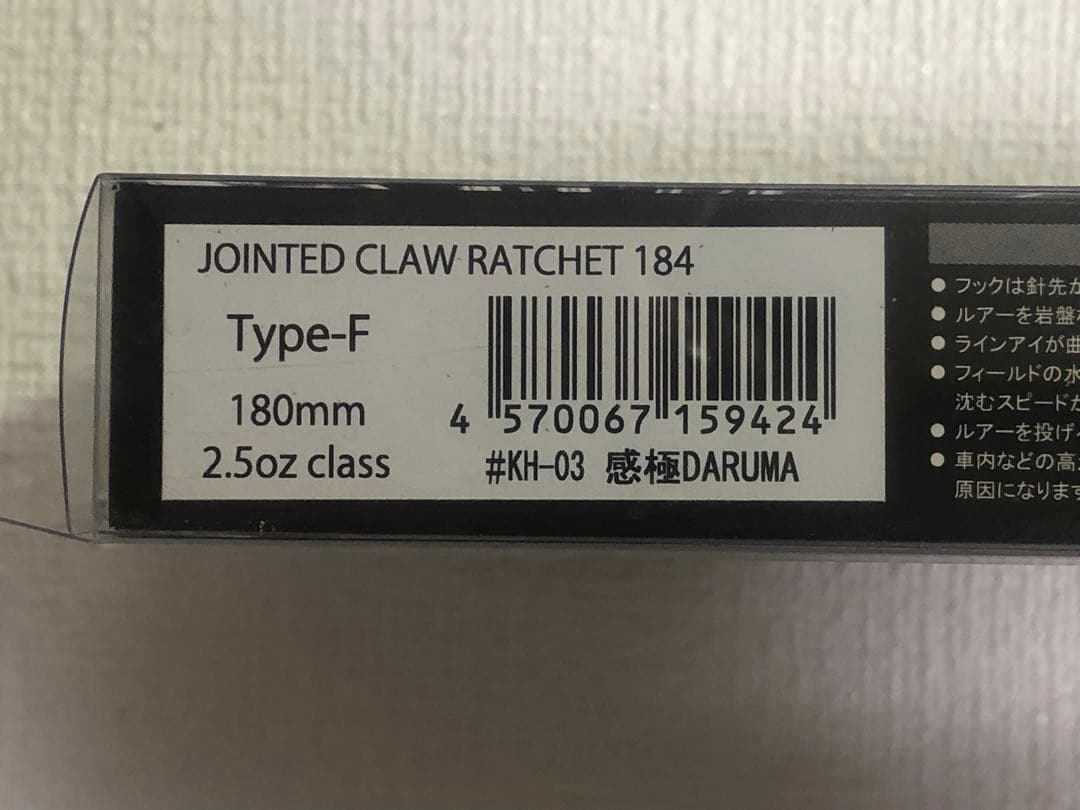 JOINTED CLAW RATCHET 184
Type-F
180mm
2.5oz class
4 570067 159424
#KH-03 感極DARUMA
● フックは針先が
● ルアーを岩盤
● ラインアイが曲
● フィールドの水
沈むスピードが
● ルアーを投げ
● 車内などの高
原因になります